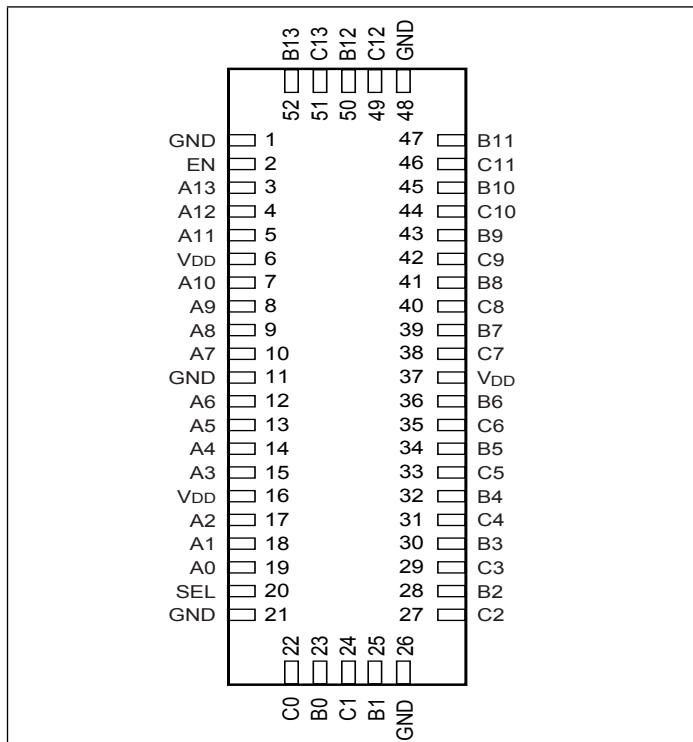 B13 C13 B12 C12 GND
52 51 50 49 48
GND 1 47 B11
EN 2 46 C11
A13 3 45 B10
A12 4 44 C10
A11 5 43 B9
VDD 6 42 C9
A10 7 41 B8
A9 8 40 C8
A8 9 39 B7
A7 10 38 C7
GND 11 37 VDD
A6 12 36 B6
A5 13 35 C6
A4 14 34 B5
A3 15 33 C5
VDD 16 32 B4
A2 17 31 C4
A1 18 30 B3
A0 19 29 C3
SEL 20 28 B2
GND 21 27 C2
22 23 24 25 26
C0 B0 C1 B1 GND